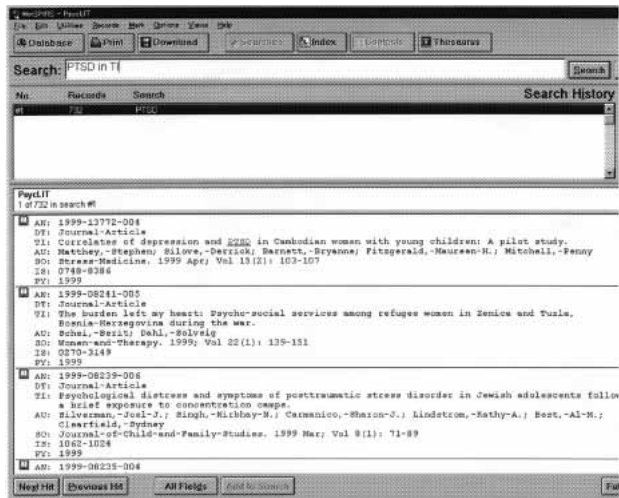 WinSPIRS - PsycLIT
File Edit Utilities Records Mark Options Views Help
Database Print Download Searches Index Thesaurus
Search: PTSD in TI Search
No. Records Search Search History
#1 732 PTSD
PsycLIT
1 of 732 in search #1
AN: 1999-13772-004
DT: Journal-Article
TI: Correlates of depression and PTSD in Cambodian women with young children: A pilot study.
AU: Matthey,-Stephen; Silove,-Derrick; Barnett,-Bryanne; Fitzgerald,-Maureen-H.; Mitchell,-Penny
SO: Stress-Medicine. 1999 Apr; Vol 15(2): 103-107
IS: 0748-8386
PY: 1999
AN: 1999-08241-005
DT: Journal-Article
TI: The burden left my heart: Psycho-social services among refugee women in Zenica and Tuzla,
Bosnia-Herzegovina during the war.
AU: Schei,-Berit; Dahl,-Solveig
SO: Women-and-Therapy. 1999; Vol 22(1): 139-151
IS: 0270-3149
PY: 1999
AN: 1999-08239-006
DT: Journal-Article
TI: Psychological distress and symptoms of posttraumatic stress disorder in Jewish adolescents follow
a brief exposure to concentration camps.
AU: Silverman,-Joel-J.; Singh,-Nirbhay-N.; Carmanico,-Sharon-J.; Lindstrom,-Kathy-A.; Best,-Al-M.;
Clearfield,-Sydney
SO: Journal-of-Child-and-Family-Studies. 1999 Mar; Vol 8(1): 71-89
IS: 1062-1024
PY: 1999
AN: 1999-08235-004
Next Hit Previous Hit All Fields Add to Search Ful